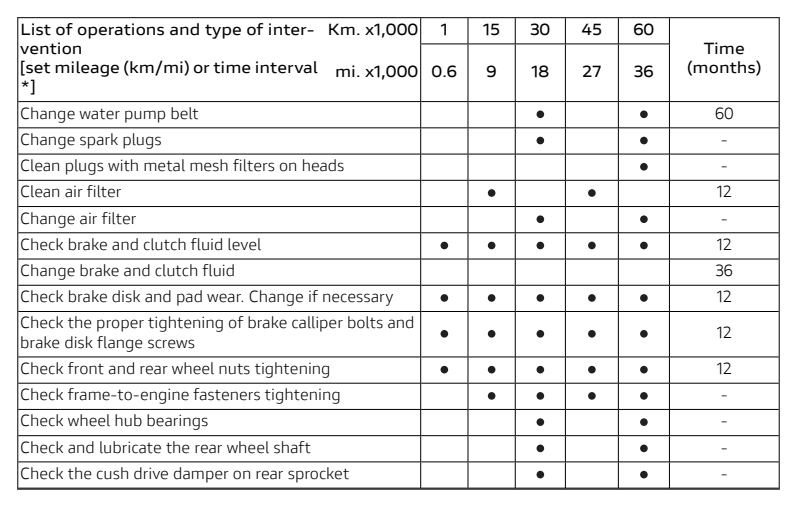 List of operations and type of inter- Km. x1,000 1 15 30 45 60 Time (months)
vention
[set mileage (km/mi) or time interval mi. x1,000 0.6 9 18 27 36
*]
Change water pump belt ● ● 60
Change spark plugs ● ● -
Clean plugs with metal mesh filters on heads ● -
Clean air filter ● ● 12
Change air filter ● ● -
Check brake and clutch fluid level ● ● ● ● ● 12
Change brake and clutch fluid 36
Check brake disk and pad wear. Change if necessary ● ● ● ● ● 12
Check the proper tightening of brake calliper bolts and
brake disk flange screws ● ● ● ● ● 12
Check front and rear wheel nuts tightening ● ● ● ● ● 12
Check frame-to-engine fasteners tightening ● ● ● ● -
Check wheel hub bearings ● ● -
Check and lubricate the rear wheel shaft ● ● -
Check the cush drive damper on rear sprocket ● ● -